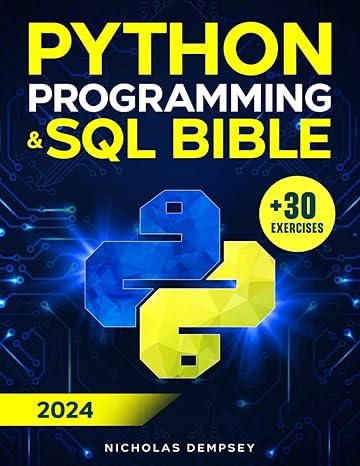 PYTHON
PROGRAMMING
& SQL BIBLE
+30
EXERCISES
2024
NICHOLAS DEMPSEY